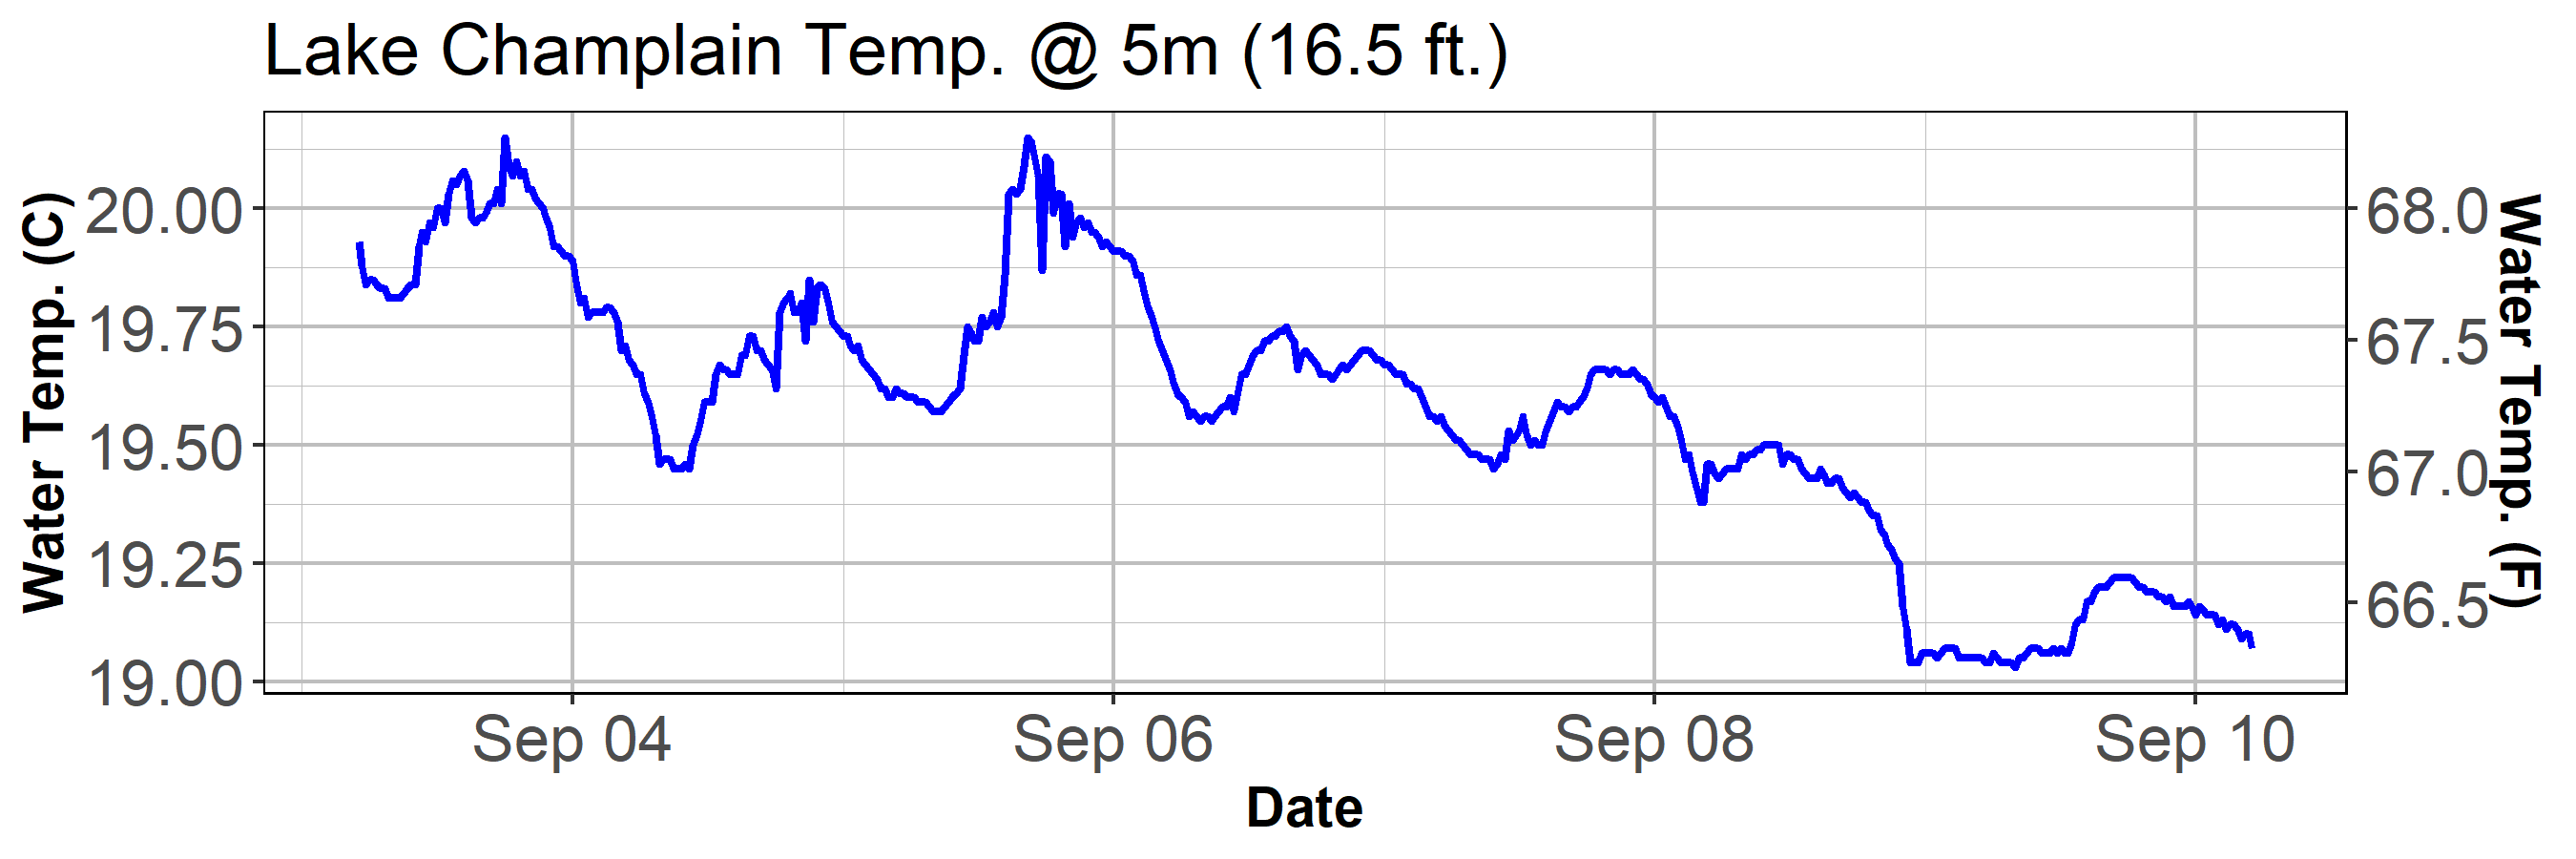 Lake Champlain Temp. @ 5m (16.5 ft.)
Water Temp. (C)
20.00
19.75
19.50
19.25
19.00
68.0
67.5
67.0
66.5
Water Temp. (F)
Sep 04 Sep 06 Sep 08 Sep 10
Date